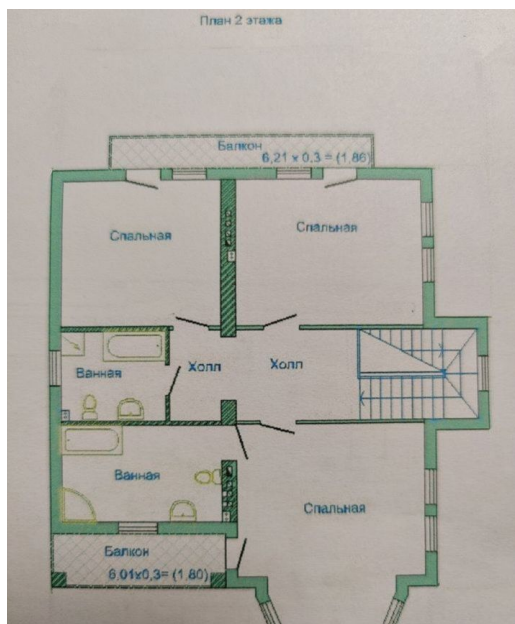 План 2 этажа
Балкон
6,21 х 0,3 = (1,86)
Спальная
Спальная
Ванная
Холл
Холл
Ванная
Спальная
Балкон
6,01х0,3= (1,80)